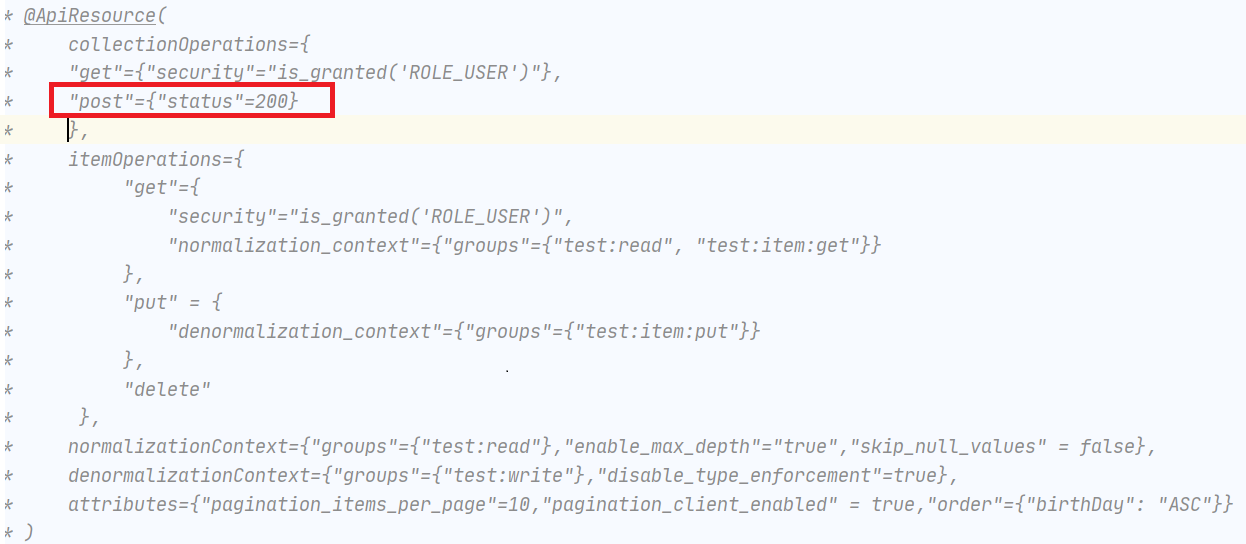 * @ApiResource(
*     collectionOperations={
*     "get"={"security"="is_granted('ROLE_USER')"},
*     "post"={"status"=200}
*     },
*     itemOperations={
*          "get"={
*              "security"="is_granted('ROLE_USER')",
*              "normalization_context"={"groups"={"test:read", "test:item:get"}}
*          },
*          "put" = {
*              "denormalization_context"={"groups"={"test:item:put"}}
*          },
*          "delete"
*      },
*     normalizationContext={"groups"={"test:read"},"enable_max_depth"="true","skip_null_values" = false},
*     denormalizationContext={"groups"={"test:write"},"disable_type_enforcement"=true},
*     attributes={"pagination_items_per_page"=10,"pagination_client_enabled" = true,"order"={"birthDay": "ASC"}}
* )